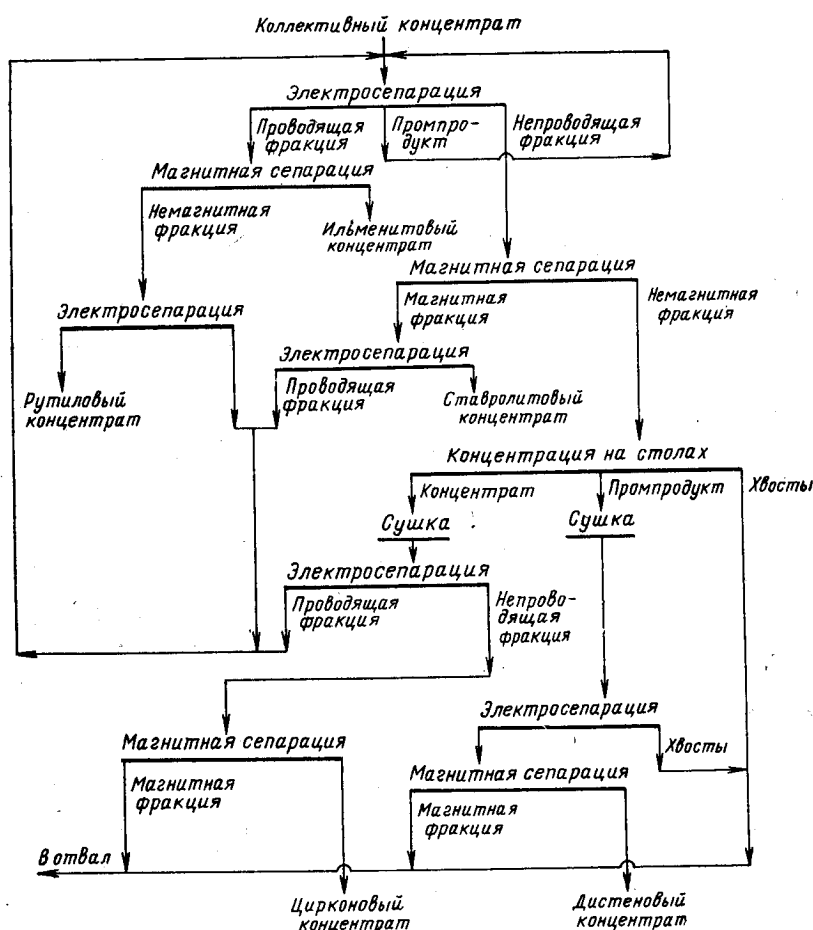 Коллективный концентрат
Электросепарация
Проводящая
фракция
Промпро-
дукт
Непроводящая
фракция
Магнитная сепарация
Немагнитная
фракция
Ильменитовый
концентрат
Магнитная сепарация
Магнитная
фракция
Немагнитная
фракция
Электросепарация
Рутиловый
концентрат
Электросепарация
Проводящая
фракция
Ставролитовый
концентрат
Концентрация на столах
Концентрат
Промпродукт
Хвосты
Сушка
Сушка
Электросепарация
Проводящая
фракция
Непрово-
дящая
фракция
Электросепарация
Хвосты
Магнитная сепарация
Магнитная
фракция
Магнитная сепарация
Магнитная
фракция
В отвал
Цирконовый
концентрат
Дистеновый
концентрат